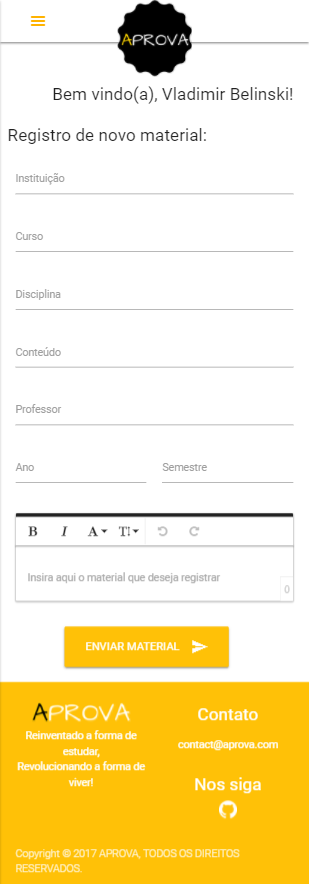 APROVA
Bem vindo(a), Vladimir Belinski!
Registro de novo material:
Instituição
Curso
Disciplina
Conteúdo
Professor
Ano
Semestre
B I A T
Insira aqui o material que deseja registrar
0
ENVIAR MATERIAL
APROVA
Reinventado a forma de
estudar,
Revolucionando a forma de
viver!
Contato
contact@aprova.com
Nos siga
Copyright © 2017 APROVA, TODOS OS DIREITOS
RESERVADOS.